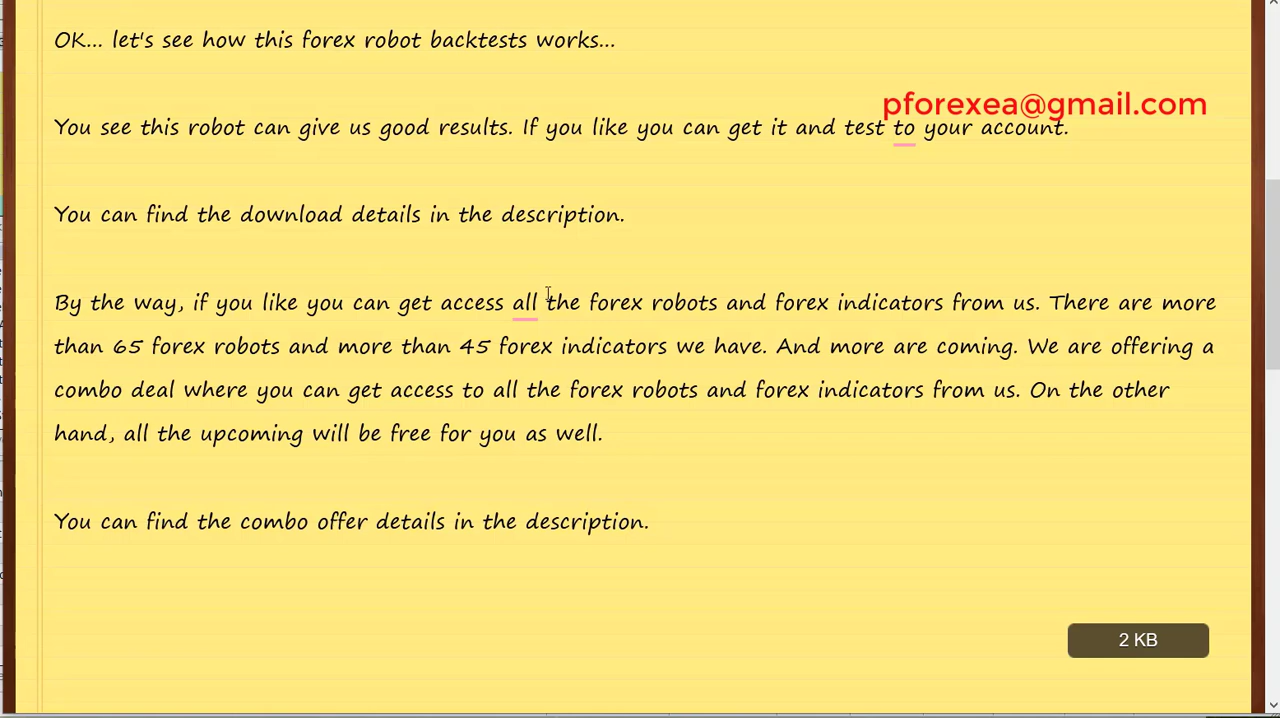 OK... let's see how this forex robot backtests works...
pforexea@gmail.com
You see this robot can give us good results. If you like you can get it and test to your account.
You can find the download details in the description.
By the way, if you like you can get access all the forex robots and forex indicators from us. There are more
than 65 forex robots and more than 45 forex indicators we have. And more are coming. We are offering a
combo deal where you can get access to all the forex robots and forex indicators from us. On the other
hand, all the upcoming will be free for you as well.
You can find the combo offer details in the description.
2 KB